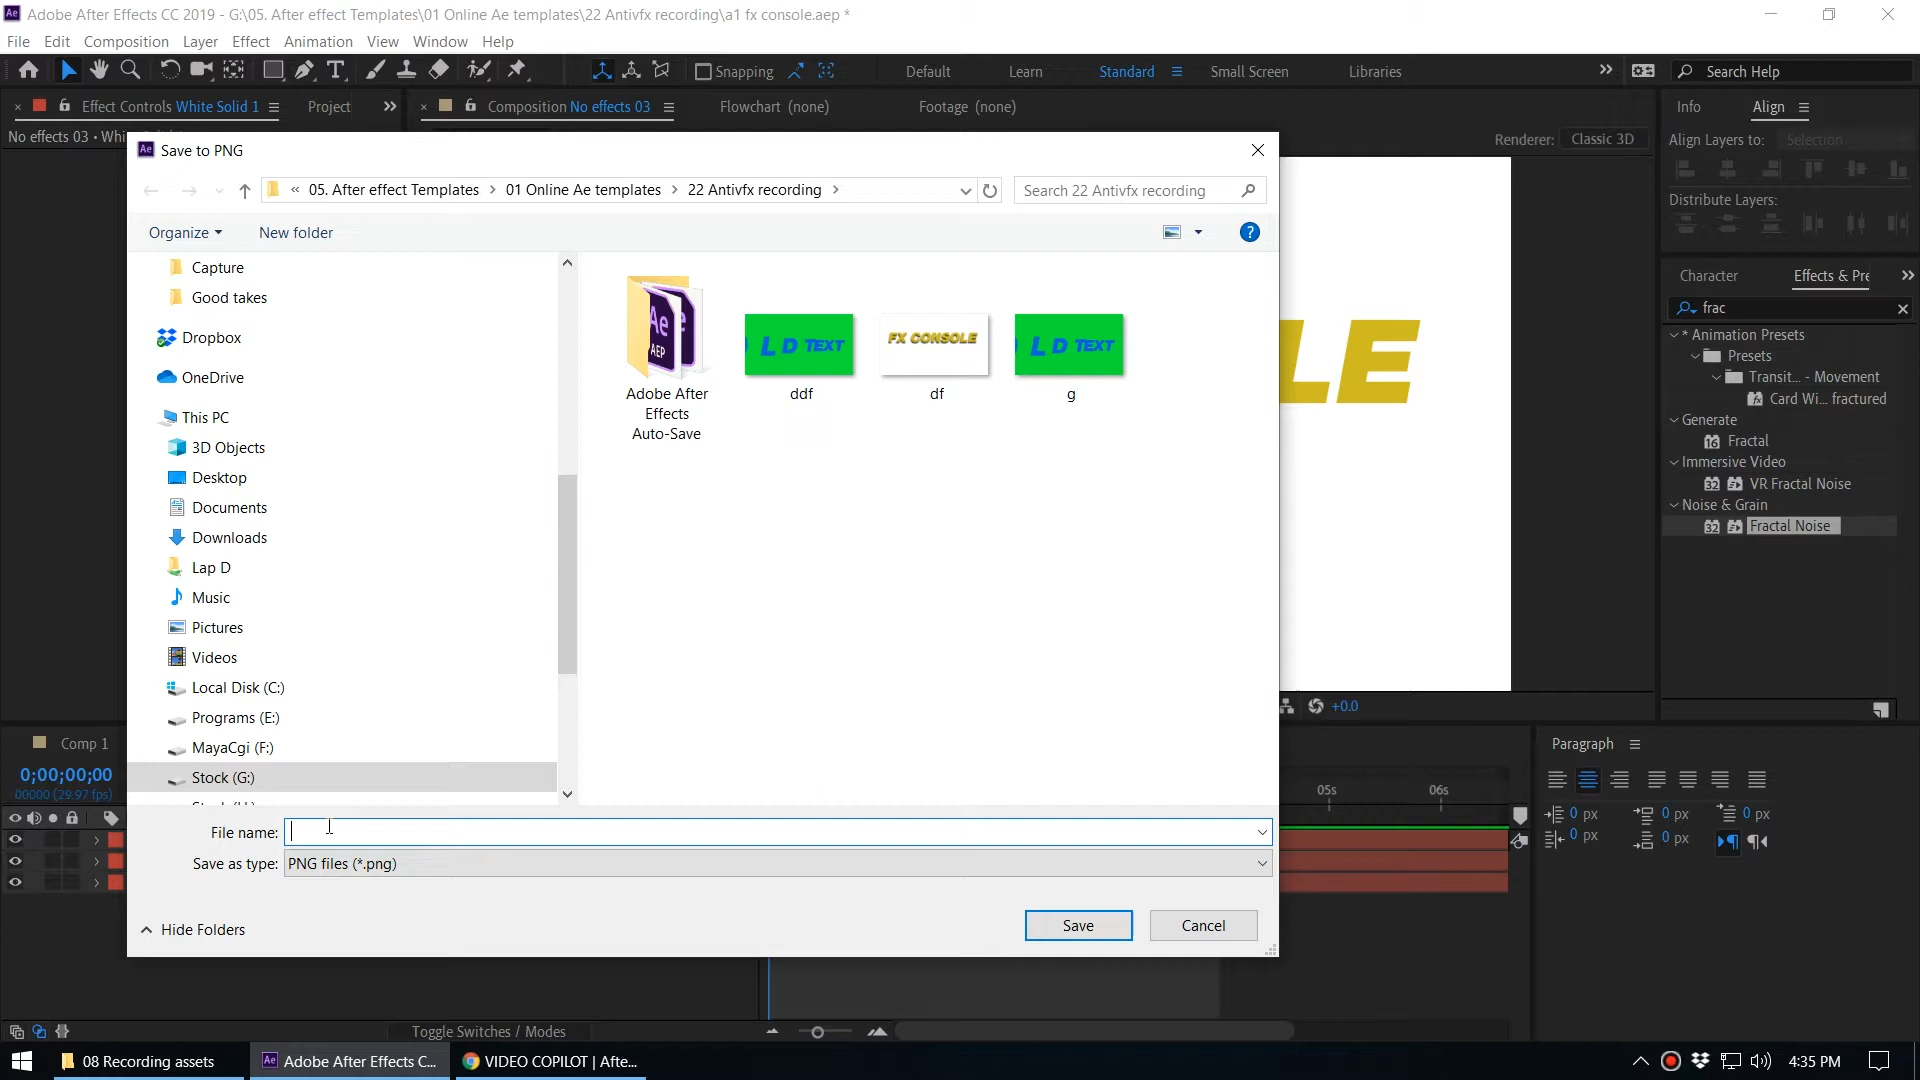 Adobe After Effects CC 2019 - G:\05. After effect Templates\01 Online Ae templates\22 Antivfx recording\a1 fx console.aep *
File Edit Composition Layer Effect Animation View Window Help
Snapping
Default Learn Standard Small Screen Libraries
Search Help
Effect Controls White Solid 1
Project
Composition No effects 03
Flowchart (none)
Footage (none)
Info Align
No effects 03 • Whi
Renderer: Classic 3D
Align Layers to: Selection
Distribute Layers:
Save to PNG
« 05. After effect Templates > 01 Online Ae templates > 22 Antivfx recording >
Search 22 Antivfx recording
Organize New folder
Capture
Good takes
Dropbox
OneDrive
This PC
3D Objects
Desktop
Documents
Downloads
Lap D
Music
Pictures
Videos
Local Disk (C:)
Programs (E:)
MayaCgi (F:)
Stock (G:)
Ae
AEP
Adobe After
Effects
Auto-Save
L D TEXT
ddf
FX CONSOLE
df
L D TEXT
g
File name:
Save as type: PNG files (*.png)
Hide Folders
Save Cancel
LE
Character Effects & Pre
frac
* Animation Presets
Presets
Transit... - Movement
Card Wi... fractured
Generate
Fractal
Immersive Video
VR Fractal Noise
Noise & Grain
Fractal Noise
+0.0
Comp 1
0;00;00;00
00000 (29.97 fps)
05s 06s
Paragraph
0 px 0 px 0 px
0 px 0 px
Toggle Switches / Modes
08 Recording assets
Adobe After Effects C...
VIDEO COPILOT | Afte...
4:35 PM